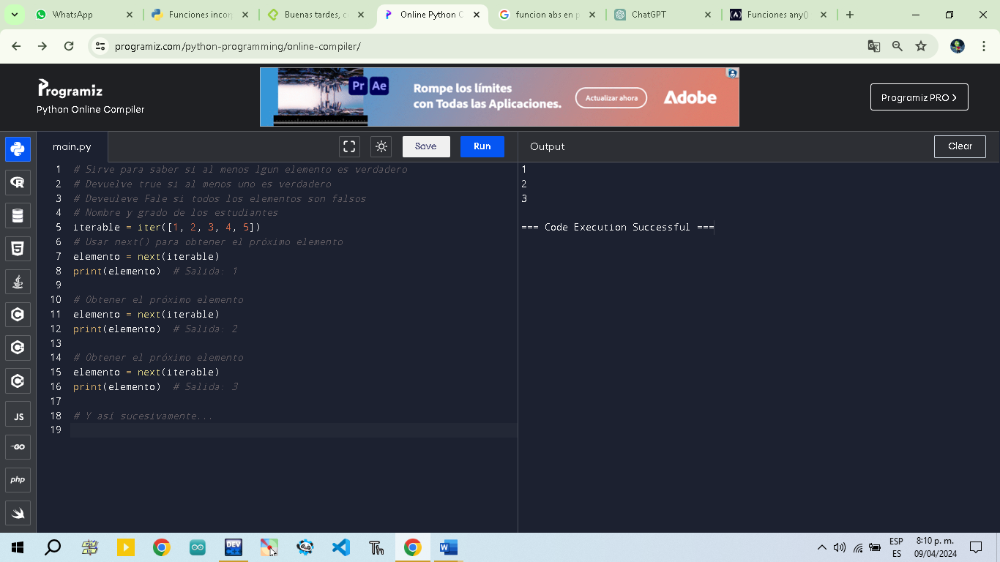 WhatsApp
Funciones incor
Buenas tardes, c
Online Python C
funcion abs en p
ChatGPT
Funciones any()
programiz.com/python-programming/online-compiler/
Programiz
Python Online Compiler
Pr Ae
Rompe los límites
con Todas las Aplicaciones.
Actualizar ahora
Adobe
Programiz PRO >
main.py
Save
Run
Output
Clear
1 # Sirve para saber si al menos lgun elemento es verdadero
2 # Devuelve true si al menos uno es verdadero
3 # Deveuleve Fale si todos los elementos son falsos
4 # Nombre y grado de los estudiantes
5 iterable = iter([1, 2, 3, 4, 5])
6 # Usar next() para obtener el próximo elemento
7 elemento = next(iterable)
8 print(elemento)  # Salida: 1
9
10 # Obtener el próximo elemento
11 elemento = next(iterable)
12 print(elemento)  # Salida: 2
13
14 # Obtener el próximo elemento
15 elemento = next(iterable)
16 print(elemento)  # Salida: 3
17
18 # Y así sucesivamente...
19
1
2
3
=== Code Execution Successful ===
JS
GO
php
DEV
Th
ESP
ES
8:10 p. m.
09/04/2024